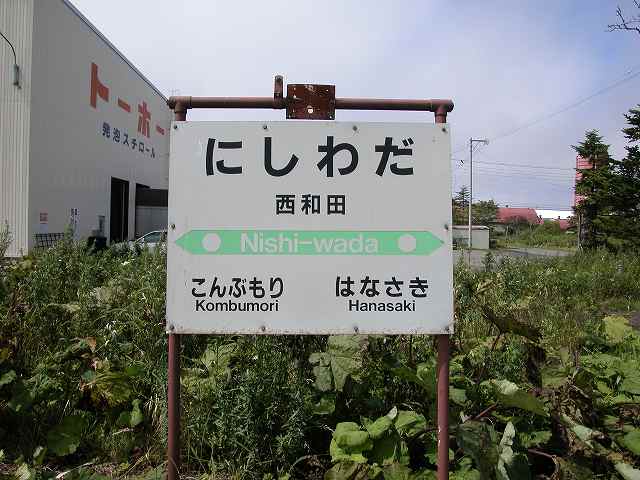 トーホー
発泡スチロール
にしわだ
西和田
Nishi-wada
こんぶもり はなさき
Kombumori Hanasaki